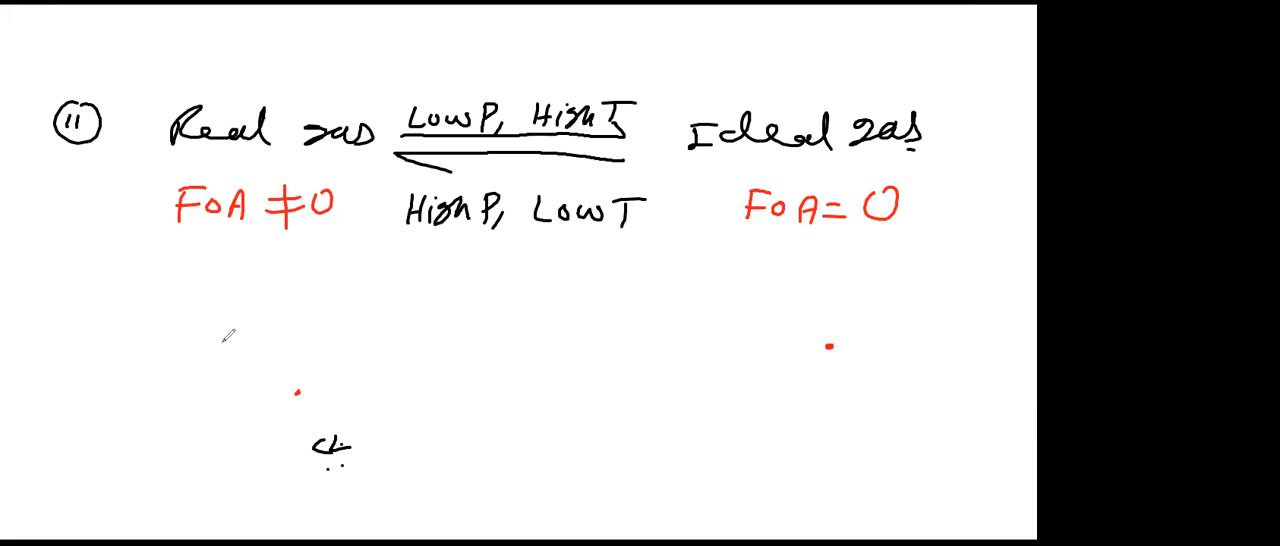 11 Real gas Low P, High T Ideal gas
FOA ≠ 0 High P, Low T FOA = 0